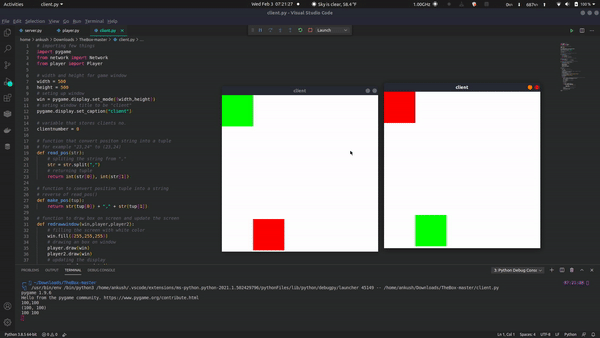 Activities
client.py
Wed Feb 3 07:21:27
Sky is clear, 58.4 °F
1.00GHz
100 %
client.py - Visual Studio Code
File Edit Selection View Go Run Terminal Help
server.py
player.py
client.py
Launch
home > ankush > Downloads > TheBox-master > client.py > ...
1 # importing few things
2 import pygame
3 from network import Network
4 from player import Player
5
6 # width and height for game window
7 width = 500
8 height = 500
9 # seting up window
10 win = pygame.display.set_mode((width,height))
11 # seting window title to be "client"
12 pygame.display.set_caption("client")
13
14 # variable that stores clients no
15 clientnumber = 0
16
17 # function that convert position string into a tuple
18 # for example "23,24" to (23,24)
19 def read_pos(str):
20 # spliting the string from ","
21 str = str.split(",")
22 # returning tuple
23 return int(str[0]), int(str[1])
24
25 # function to convert position tuple into a string
26 # reverse of read_pos()
27 def make_pos(tup):
28 return str(tup[0]) + "," + str(tup[1])
29
30 # function to draw box on screen and update the screen
31 def redrawwindow(win,player,player2):
32 # filling the screen with white color
33 win.fill((255,255,255))
34 # drawing on box on window
35 player.draw(win)
36 player2.draw(win)
37 # updating the display
client
client
PROBLEMS OUTPUT TERMINAL DEBUG CONSOLE
3: Python Debug Conso
~/Downloads/TheBox-master
07:21:00
/usr/bin/env /bin/python3 /home/ankush/.vscode/extensions/ms-python.python-2021.1.502429796/pythonFiles/lib/python/debugpy/launcher 45149 -- /home/ankush/Downloads/TheBox-master/client.py
pygame 1.9.6
Hello from the pygame community. https://www.pygame.org/contribute.html
100,100
(100, 100)
100 100
Python 3.8.5 64-bit
0
0
Ln 1, Col 1
Spaces: 4
UTF-8
LF
Python